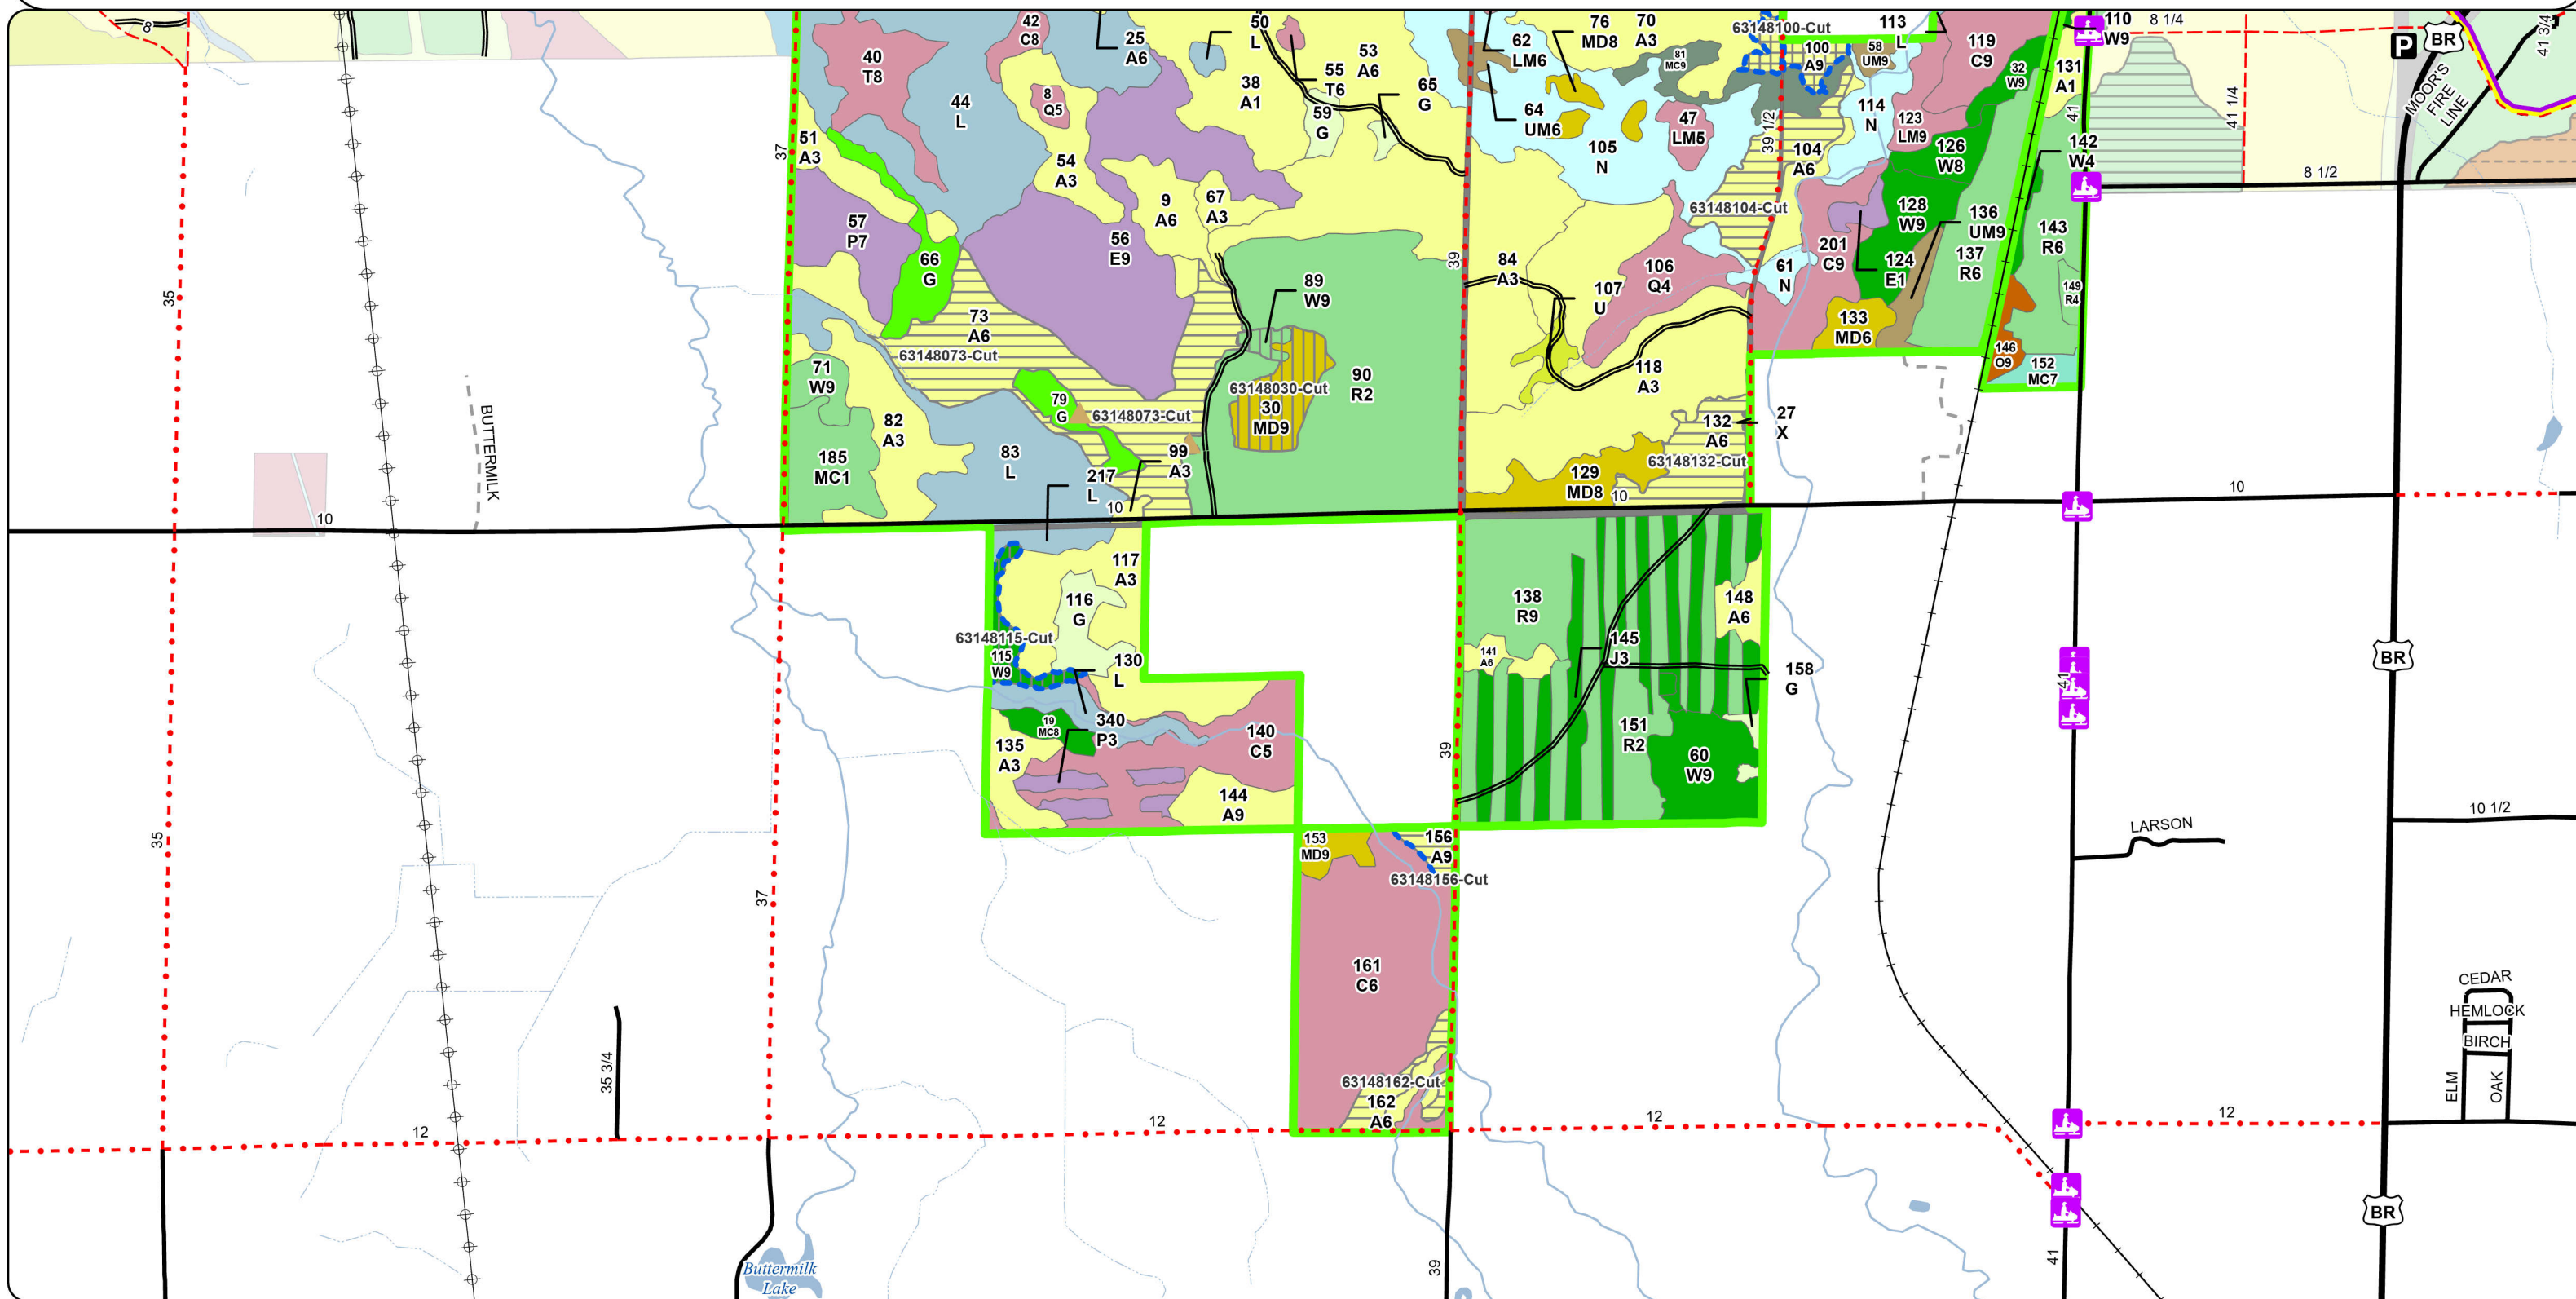 8
42
C8
25
A6
50
L
53
A6
76
MD8
70
A3
63148100-Cut
113
L
110
W9
8 1/4
P
BR
41 3/4
40
T8
55
T6
62
LM6
81
MC9
100
A9
58
UM9
119
C9
32
W9
131
A1
MOOR'S
FIRE
LINE
44
L
8
Q5
38
A1
59
G
65
G
64
UM6
47
LM5
114
N
123
LM9
41
41 1/4
37
51
A3
54
A3
105
N
39 1/2
104
A6
126
W8
142
W4
8 1/2
57
P7
9
A6
67
A3
63148104-Cut
128
W9
136
UM9
143
R6
56
E9
201
C9
137
R6
35
66
G
39
84
A3
106
Q4
61
N
124
E1
149
R4
89
W9
107
U
73
A6
63148073-Cut
133
MD6
146
O9
152
MC7
71
W9
63148030-Cut
30
MD9
90
R2
118
A3
BUTTERMILK
79
G
63148073-Cut
82
A3
132
A6
27
X
185
MC1
83
L
99
A3
63148132-Cut
217
L
129
MD8
10
10
10
10
117
A3
116
G
138
R9
148
A6
63148115-Cut
115
W9
130
L
141
A6
145
J3
158
G
BR
41
19
MC8
340
P3
135
A3
140
C5
39
151
R2
60
W9
144
A9
10 1/2
35
153
MD9
156
A9
LARSON
63148156-Cut
37
161
C6
CEDAR
HEMLOCK
BIRCH
ELM
OAK
35 3/4
63148162-Cut
162
A6
12
12
12
12
BR
41
39
Buttermilk
Lake